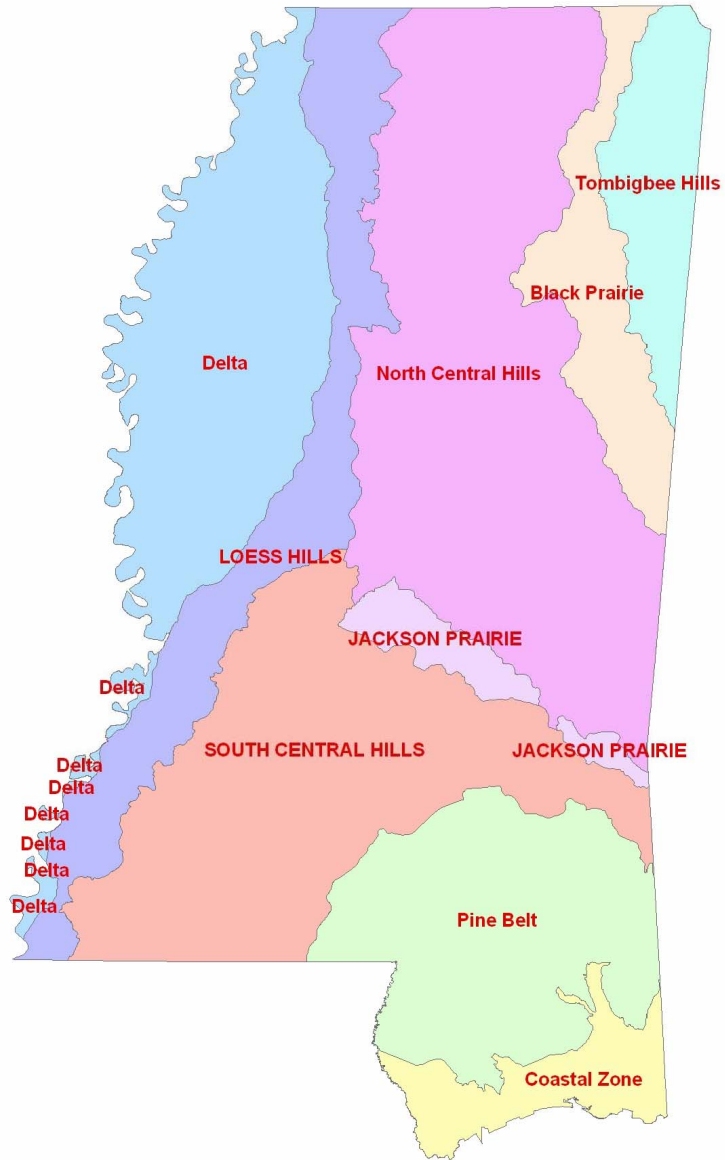 Tombigbee Hills
Black Prairie
Delta
North Central Hills
LOESS HILLS
JACKSON PRAIRIE
Delta
SOUTH CENTRAL HILLS
JACKSON PRAIRIE
Delta
Delta
Delta
Delta
Delta
Delta
Pine Belt
Coastal Zone